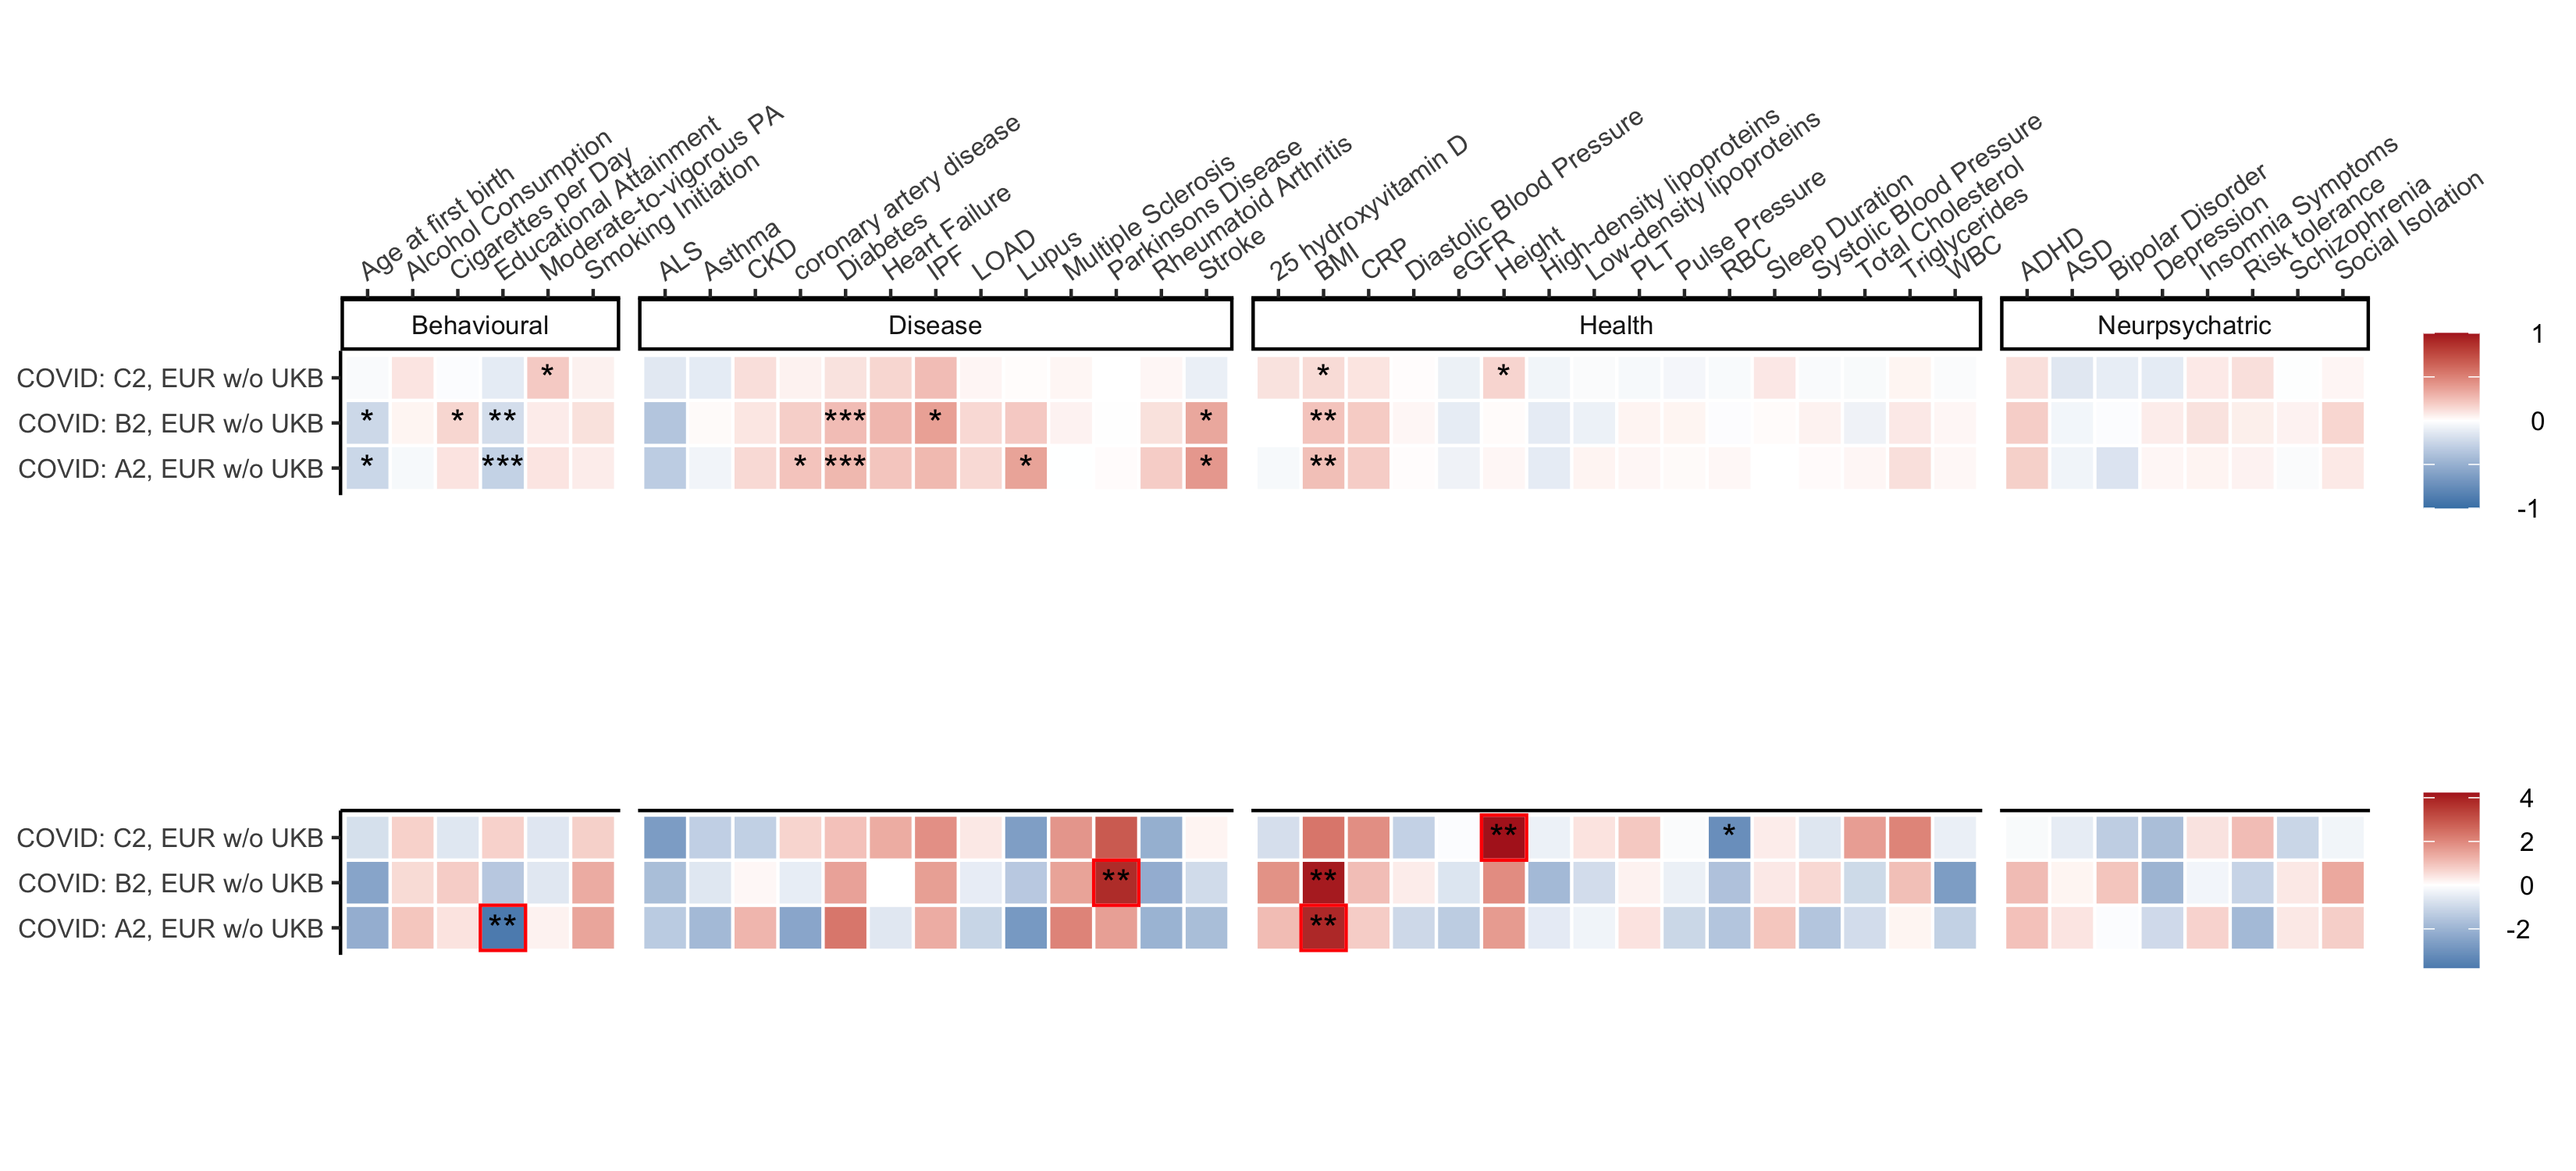 Age at first birth
Alcohol Consumption
Cigarettes per Day
Educational Attainment
Moderate-to-vigorous PA
Smoking Initiation
ALS
Asthma
CKD
coronary artery disease
Diabetes
Heart Failure
IPF
LOAD
Lupus
Multiple Sclerosis
Parkinsons Disease
Rheumatoid Arthritis
Stroke
25 hydroxyvitamin D
BMI
CRP
Diastolic Blood Pressure
eGFR
Height
High-density lipoproteins
Low-density lipoproteins
PLT
Pulse Pressure
RBC
Sleep Duration
Systolic Blood Pressure
Total Cholesterol
Triglycerides
WBC
ADHD
ASD
Bipolar Disorder
Depression
Insomnia Symptoms
Risk tolerance
Schizophrenia
Social Isolation
Behavioural
Disease
Health
Neurpsychatric
COVID: C2, EUR w/o UKB
* * *
COVID: B2, EUR w/o UKB
* * ** *** * * **
COVID: A2, EUR w/o UKB
* *** * *** * * **
1
0
-1
COVID: C2, EUR w/o UKB
** *
COVID: B2, EUR w/o UKB
** **
COVID: A2, EUR w/o UKB
** **
4
2
0
-2